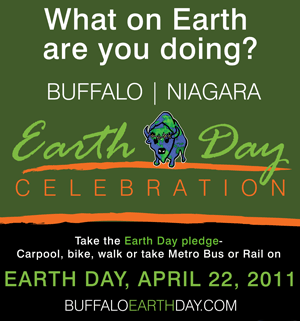 What on Earth
are you doing?
BUFFALO | NIAGARA
Earth Day
CELEBRATION
Take the Earth Day pledge-
Carpool, bike, walk or take Metro Bus or Rail on
EARTH DAY, APRIL 22, 2011
BUFFALOEARTHDAY.COM